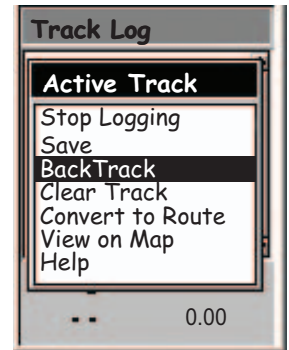 Track Log
Active Track
Stop Logging
Save
BackTrack
Clear Track
Convert to Route
View on Map
Help
-- 0.00